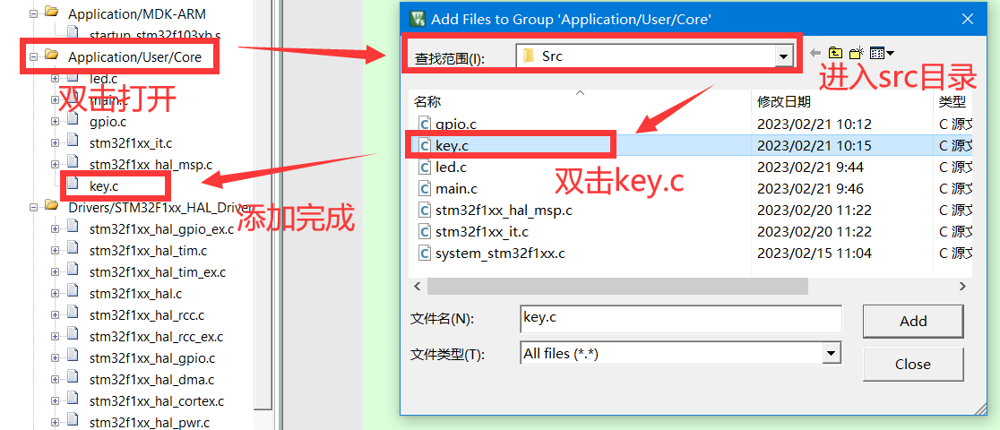 Application/MDK-ARM
startup_stm32f103xb.s
Application/User/Core
led.c
双击打开
main.c
gpio.c
stm32f1xx_it.c
stm32f1xx_hal_msp.c
key.c
添加完成
Drivers/STM32F1xx_HAL_Driver
stm32f1xx_hal_gpio_ex.c
stm32f1xx_hal_tim.c
stm32f1xx_hal_tim_ex.c
stm32f1xx_hal.c
stm32f1xx_hal_rcc.c
stm32f1xx_hal_rcc_ex.c
stm32f1xx_hal_gpio.c
stm32f1xx_hal_dma.c
stm32f1xx_hal_cortex.c
stm32f1xx_hal_pwr.c
Add Files to Group 'Application/User/Core'
查找范围(I): Src
进入src目录
名称 修改日期 类型
gpio.c 2023/02/21 10:12 C 源文
key.c 2023/02/21 10:15 C 源文
led.c 2023/02/21 9:44 C 源文
双击key.c
main.c 2023/02/21 9:46 C 源文
stm32f1xx_hal_msp.c 2023/02/20 11:22 C 源文
stm32f1xx_it.c 2023/02/20 11:22 C 源文
system_stm32f1xx.c 2023/02/15 11:04 C 源文
文件名(N): key.c Add
文件类型(T): All files (*.*) Close